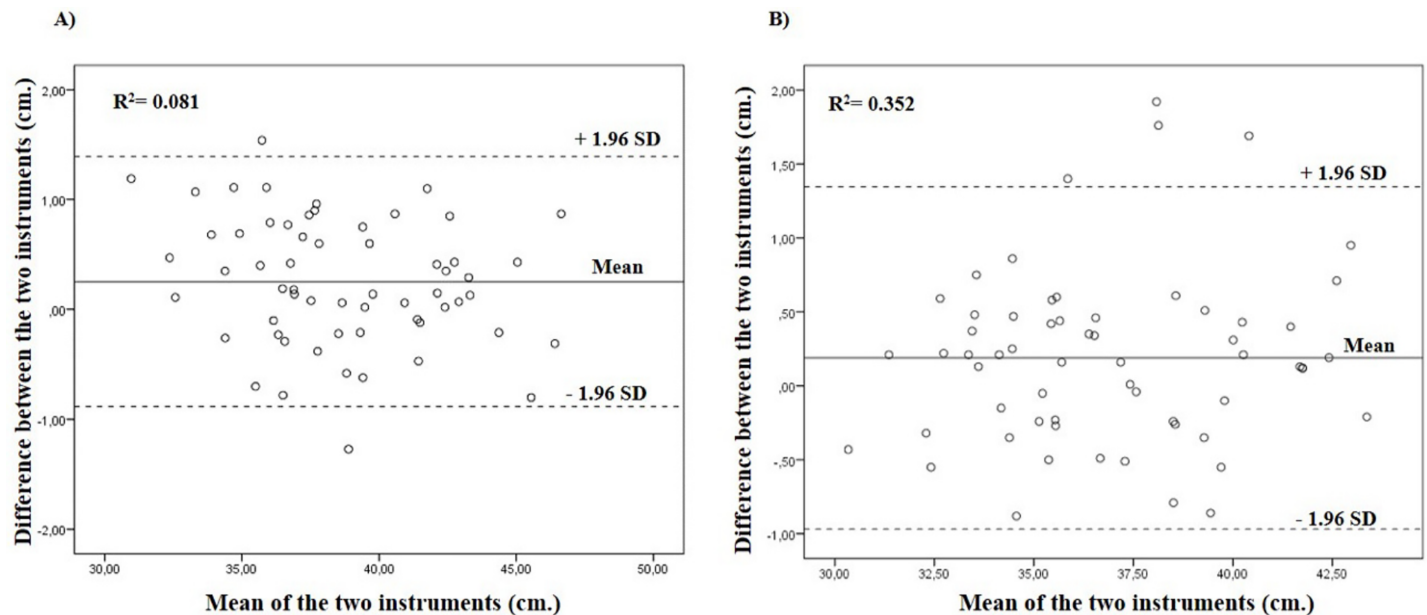 A)
Difference between the two instruments (cm.)
2,00
1,00
,00
-1,00
-2,00
R²= 0.081
+ 1.96 SD
Mean
- 1.96 SD
30,00 35,00 40,00 45,00 50,00
Mean of the two instruments (cm.)
B)
Difference between the two instruments (cm.)
2,00
1,50
1,00
,50
,00
-,50
-1,00
R²= 0.352
+ 1.96 SD
Mean
- 1.96 SD
30,00 32,50 35,00 37,50 40,00 42,50
Mean of the two instruments (cm.)